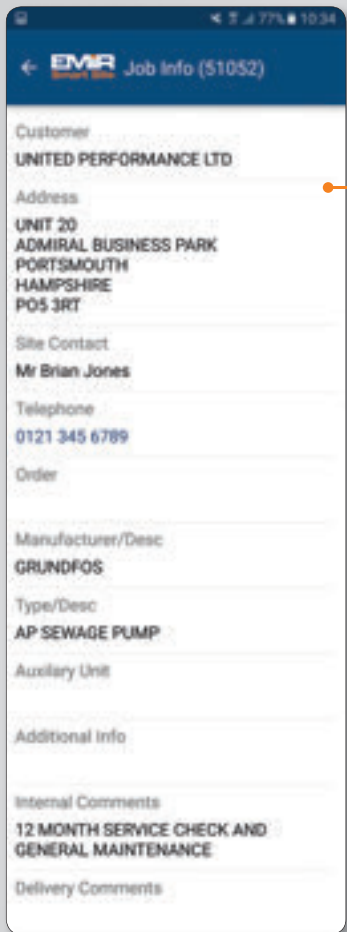 77% 10:34
EMiR
Smart Site
Job Info (51052)
Customer
UNITED PERFORMANCE LTD
Address
UNIT 20
ADMIRAL BUSINESS PARK
PORTSMOUTH
HAMPSHIRE
PO5 3RT
Site Contact
Mr Brian Jones
Telephone
0121 345 6789
Order
Manufacturer/Desc
GRUNDFOS
Type/Desc
AP SEWAGE PUMP
Auxilary Unit
Additional Info
Internal Comments
12 MONTH SERVICE CHECK AND
GENERAL MAINTENANCE
Delivery Comments